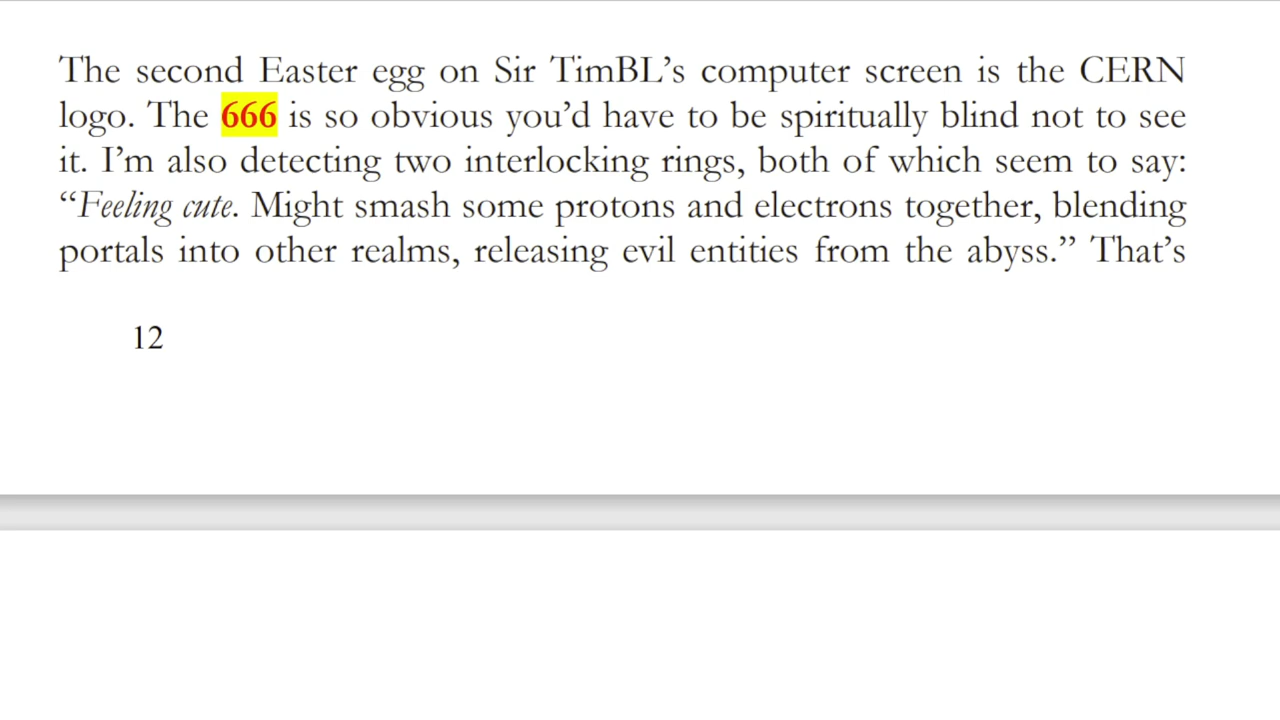 The second Easter egg on Sir TimBL’s computer screen is the CERN
logo. The 666 is so obvious you’d have to be spiritually blind not to see
it. I’m also detecting two interlocking rings, both of which seem to say:
“Feeling cute. Might smash some protons and electrons together, blending
portals into other realms, releasing evil entities from the abyss.” That’s
12